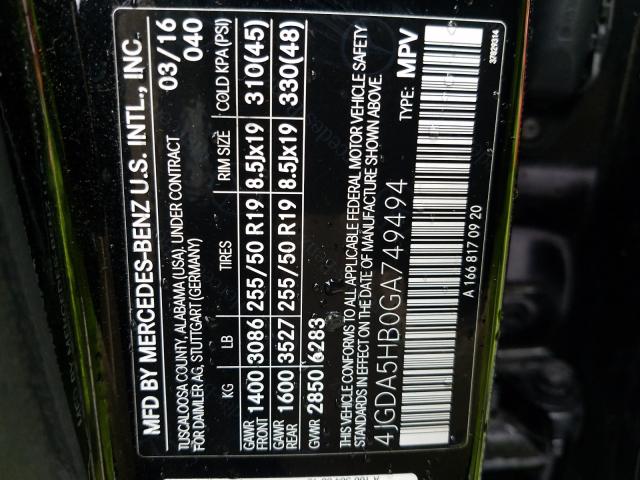 MFD BY MERCEDES-BENZ U.S. INTL., INC.
TUSCALOOSA COUNTY, ALABAMA (USA), UNDER CONTRACT
FOR DAIMLER AG, STUTTGART (GERMANY)
03/16
040
KG LB TIRES RIM SIZE COLD KPA (PSI)
1400 3086 255/50 R19 8.5Jx19 310(45)
GAWR
FRONT
1600 3527 255/50 R19 8.5Jx19 330(48)
GAWR
REAR
GVWR 2850 6283
THIS VEHICLE CONFORMS TO ALL APPLICABLE FEDERAL MOTOR VEHICLE SAFETY
STANDARDS IN EFFECT ON THE DATE OF MANUFACTURE SHOWN ABOVE.
4JGDA5HB0GA749494 TYPE: MPV
A 166 817 09 20
37829314